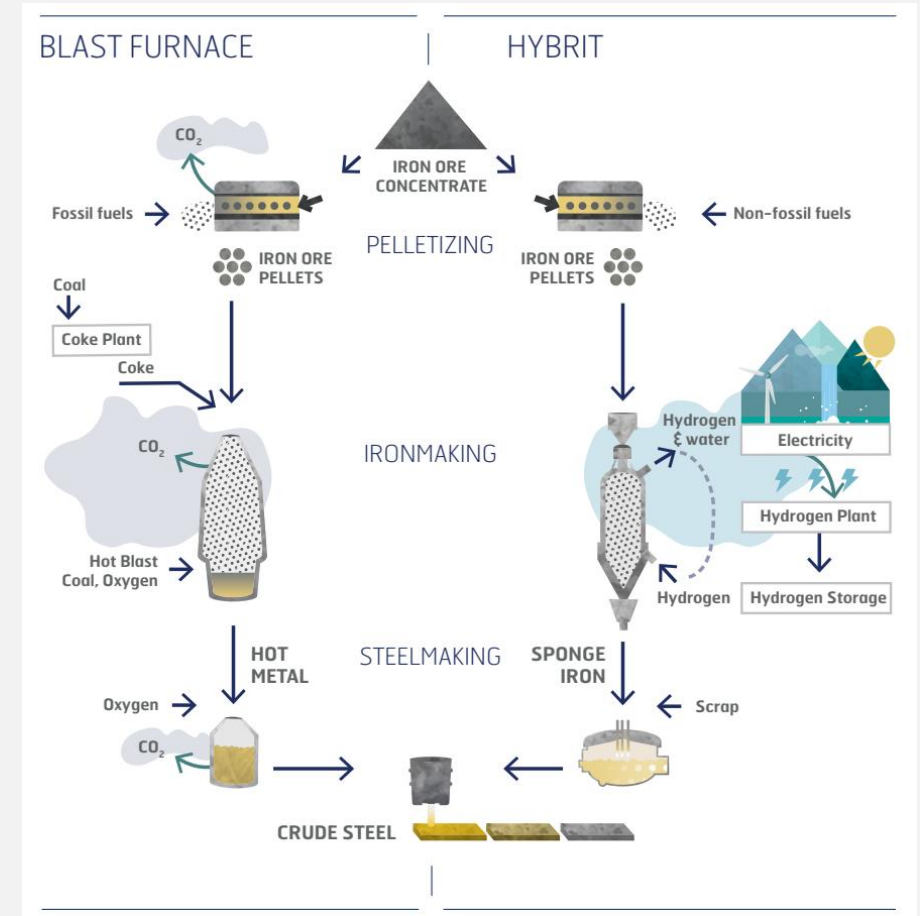 BLAST FURNACE
HYBRIT
CO₂
IRON ORE
CONCENTRATE
Fossil fuels
Non-fossil fuels
PELLETIZING
IRON ORE
PELLETS
IRON ORE
PELLETS
Coal
Coke Plant
Coke
CO₂
IRONMAKING
Hydrogen
& water
Electricity
Hydrogen Plant
Hot Blast
Coal, Oxygen
Hydrogen
Hydrogen Storage
HOT
METAL
STEELMAKING
SPONGE
IRON
Oxygen
Scrap
CO₂
CRUDE STEEL